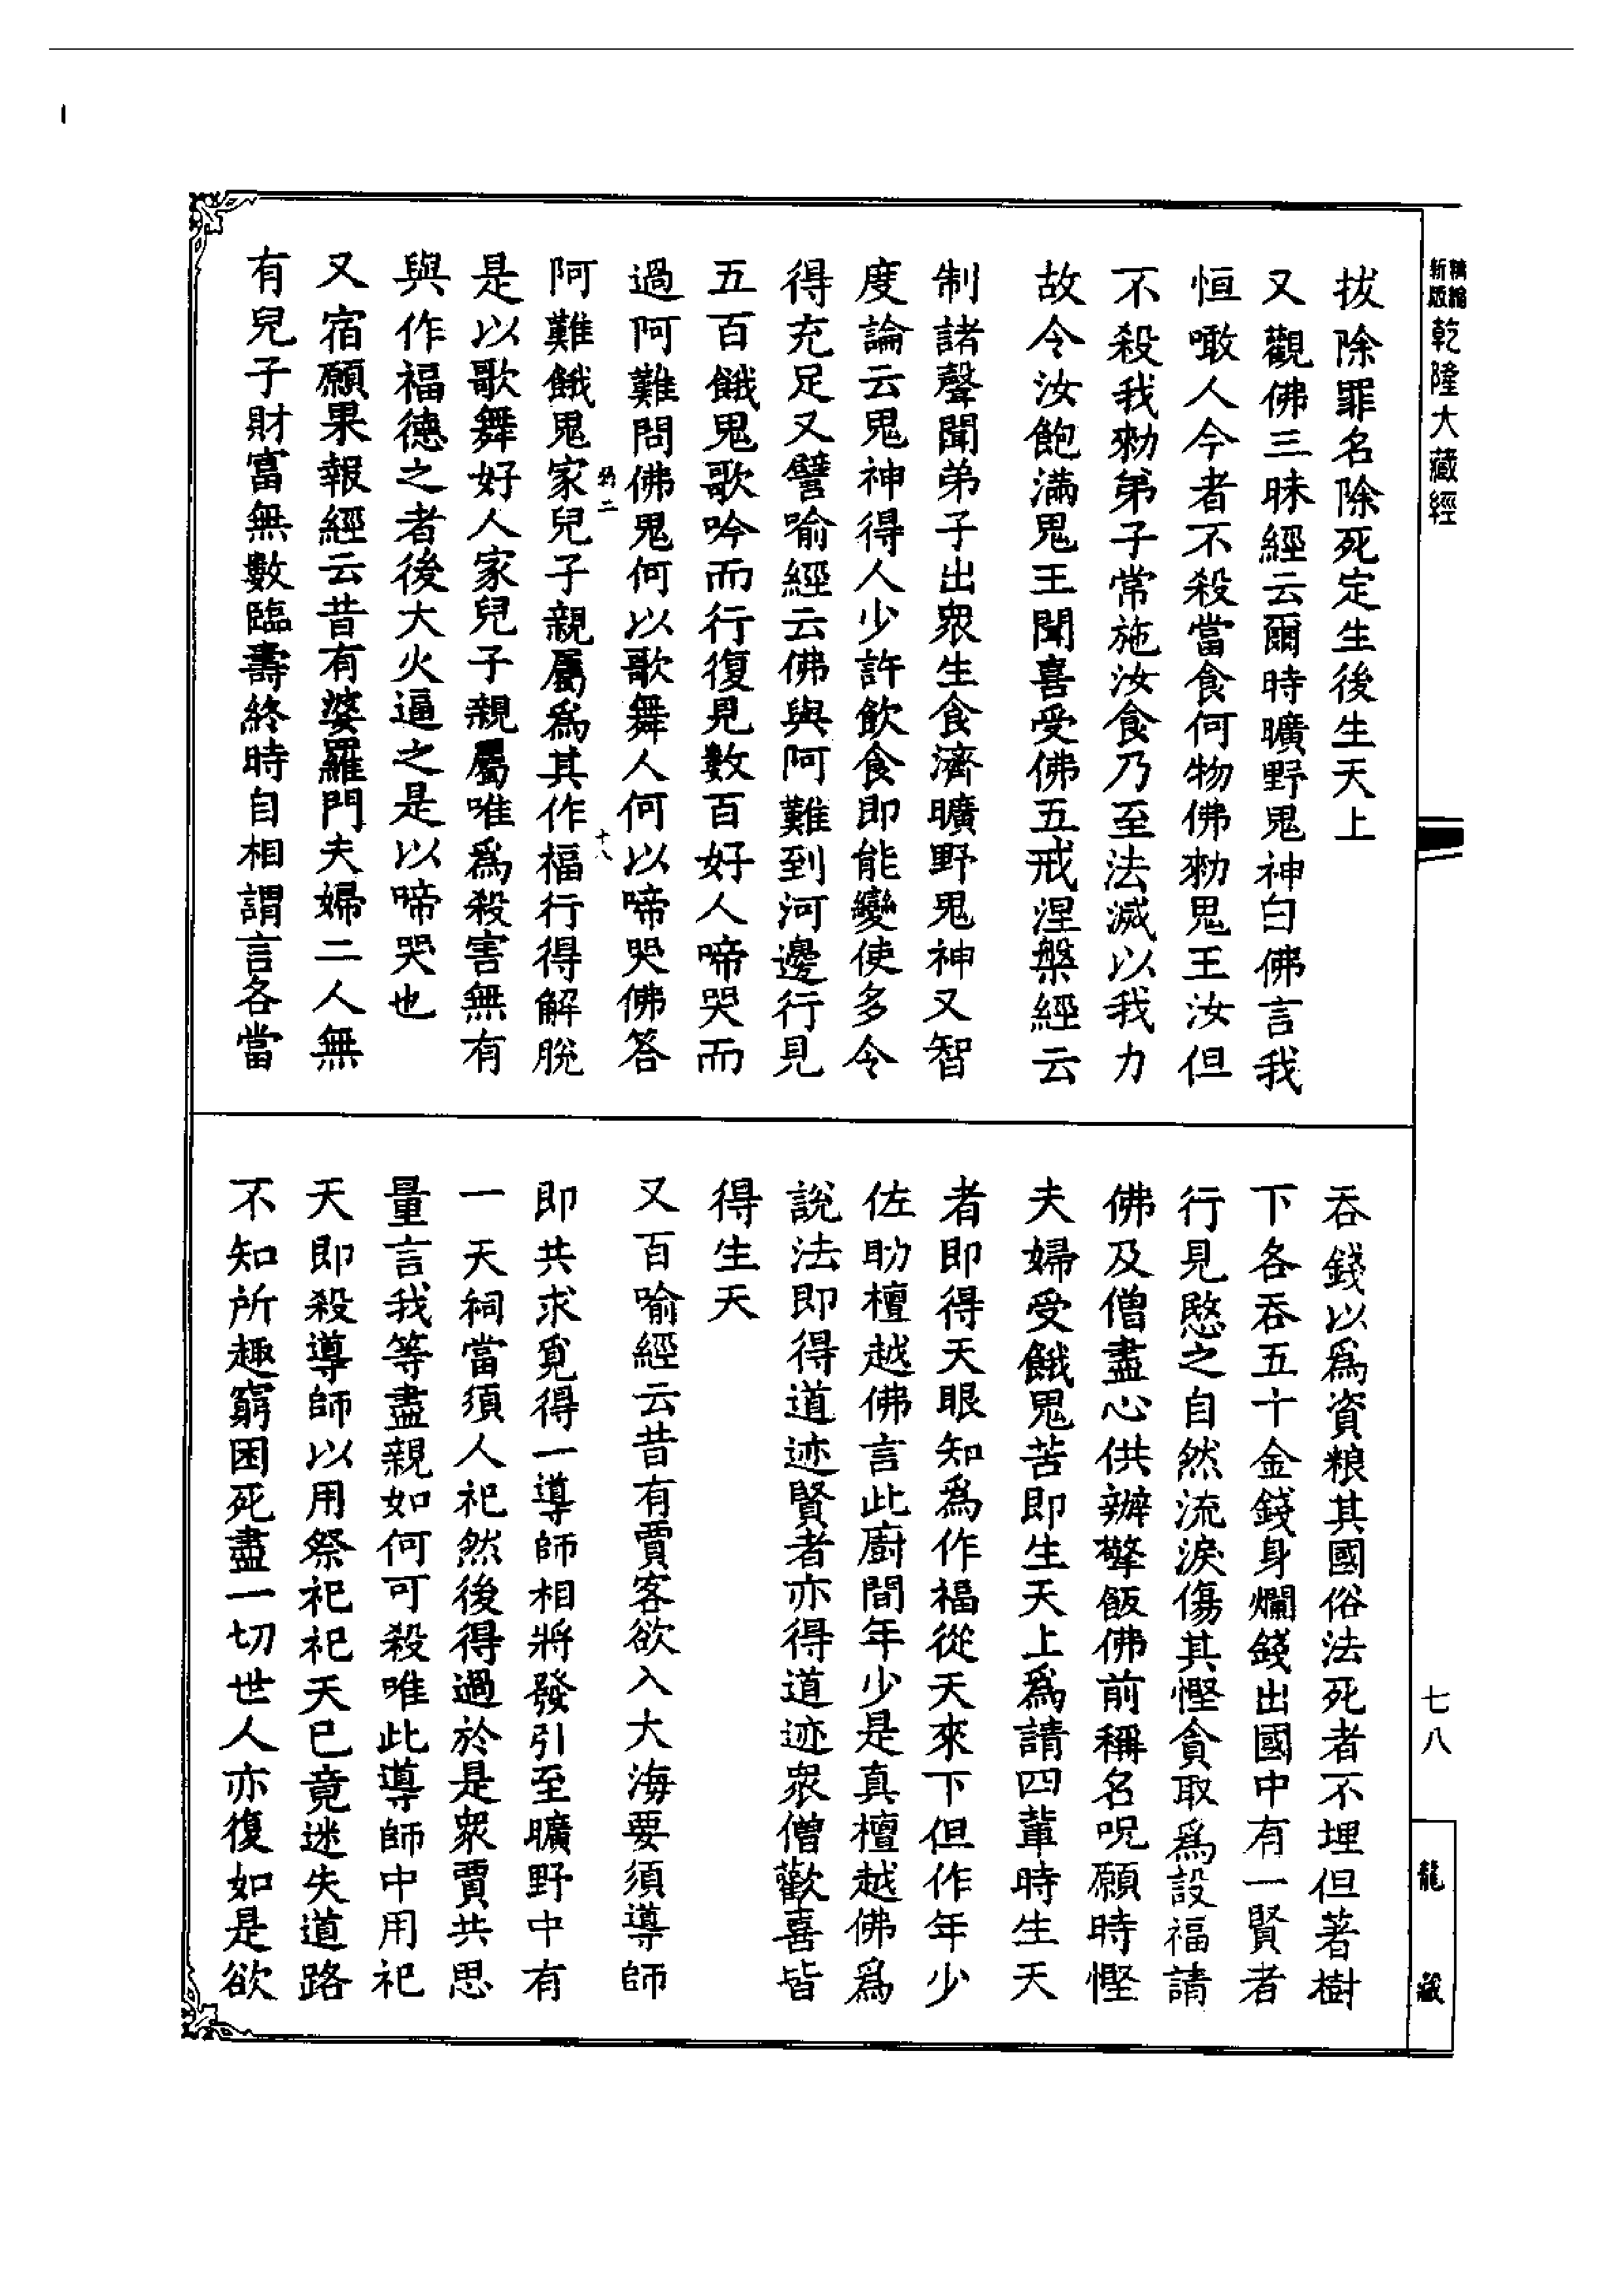 精縮新版 乾隆大藏經
拔除罪名除死定生後生天上
又觀佛三昧經云爾時曠野鬼神白佛言我
恒噉人今者不殺當食何物佛勑鬼王汝但
不殺我勑弟子常施汝食乃至法滅以我力
故令汝飽滿鬼王聞喜受佛五戒涅槃經云
制諸聲聞弟子出衆生食濟曠野鬼神又智
度論云鬼神得人少許飲食即能變使多令
得充足又譬喻經云佛與阿難到河邊行見
五百餓鬼歌吟而行復見數百好人啼哭而
過阿難問佛鬼何以歌舞人何以啼哭佛答
十八
阿難餓鬼家兒子親屬爲其作福行得解脫
是以歌舞好人家兒子親屬唯爲殺害無有
與作福德之者後大火逼之是以啼哭也
又宿願果報經云昔有婆羅門夫婦二人無
有兒子財富無數臨壽終時自相謂言各當
吞錢以爲資粮其國俗法死者不埋但著樹
下各吞五十金錢身爛錢出國中有一賢者
行見愍之自然流淚傷其慳貪取爲設福請
佛及僧盡心供辦擎飯佛前稱名呪願時慳
夫婦受餓鬼苦即生天上爲請四輩時生天
者即得天眼知爲作福從天來下但作年少
佐助檀越佛言此廚間年少是真檀越佛爲
說法即得道迹賢者亦得道迹衆僧歡喜皆
得生天
又百喻經云昔有賈客欲入大海要須導師
即共求覓得一導師相將發引至曠野中有
一天祠當須人祀然後得過於是衆賈共思
量言我等盡親如何可殺唯此導師中用祀
天即殺導師以用祭祀祀天已竟迷失道路
不知所趣窮困死盡一切世人亦復如是欲
七八
龍藏